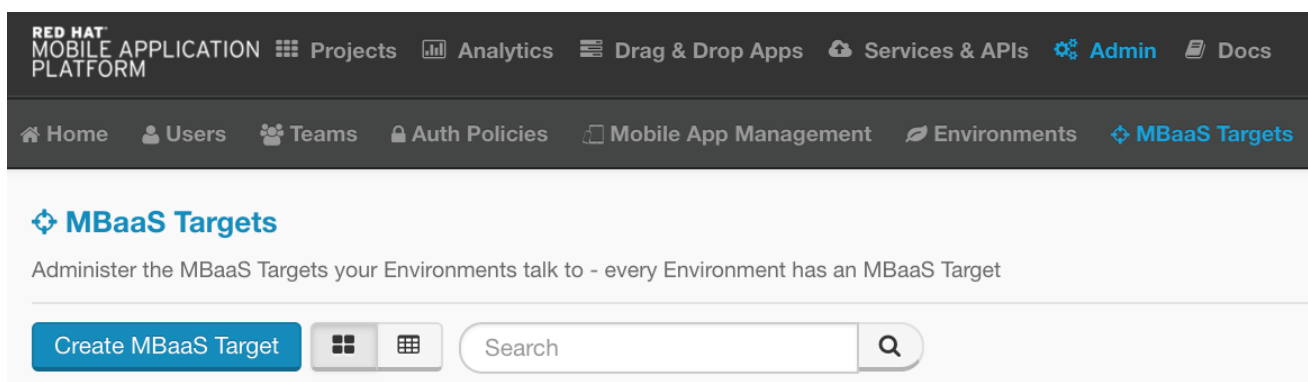 RED HAT
MOBILE APPLICATION
PLATFORM
Projects Analytics Drag & Drop Apps Services & APIs Admin Docs
Home Users Teams Auth Policies Mobile App Management Environments MBaaS Targets
MBaaS Targets
Administer the MBaaS Targets your Environments talk to - every Environment has an MBaaS Target
Create MBaaS Target Search